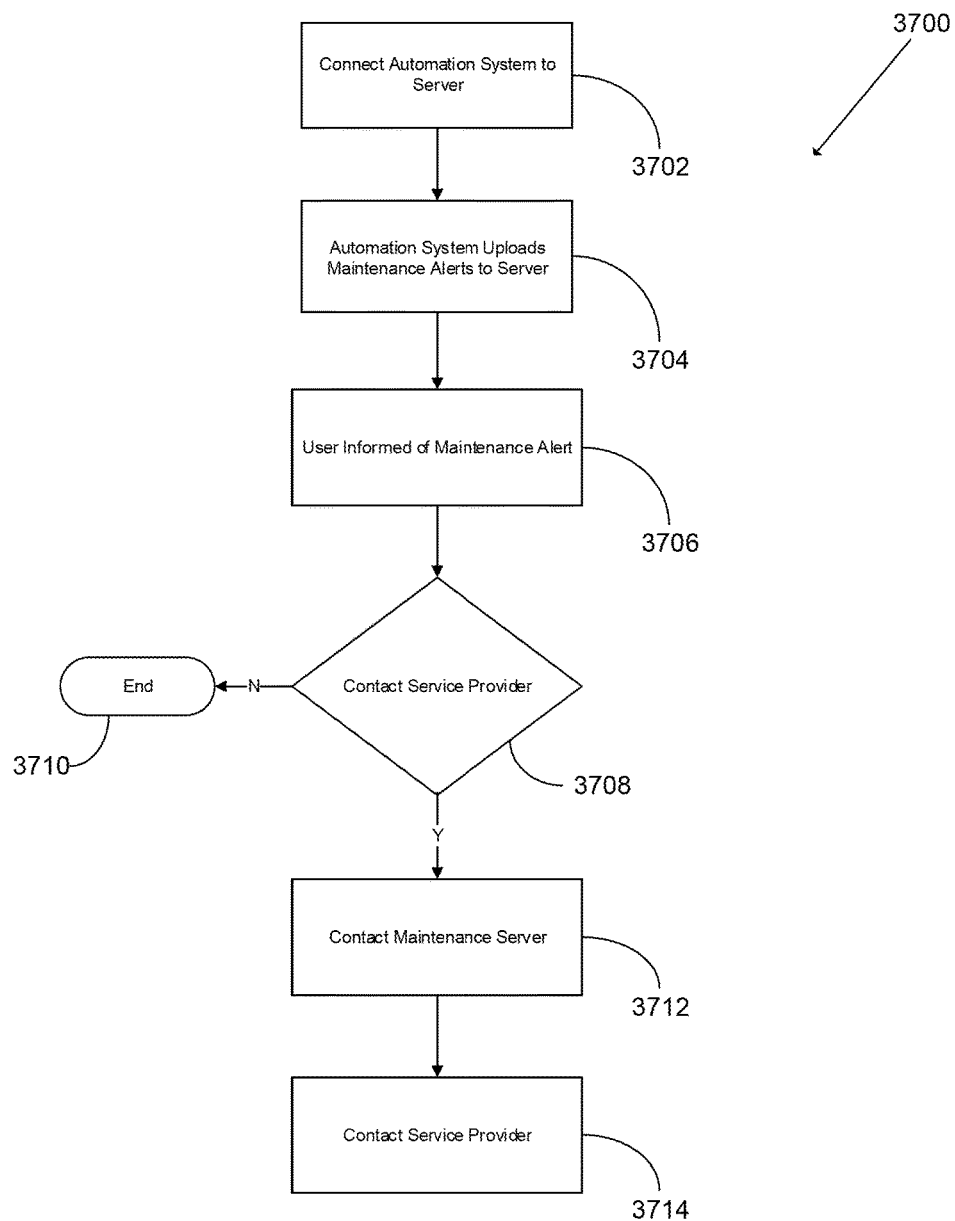 3700
Connect Automation System to
Server
3702
Automation System Uploads
Maintenance Alerts to Server
3704
User Informed of Maintenance Alert
3706
Contact Service Provider
N
End
3710
3708
Y
Contact Maintenance Server
3712
Contact Service Provider
3714